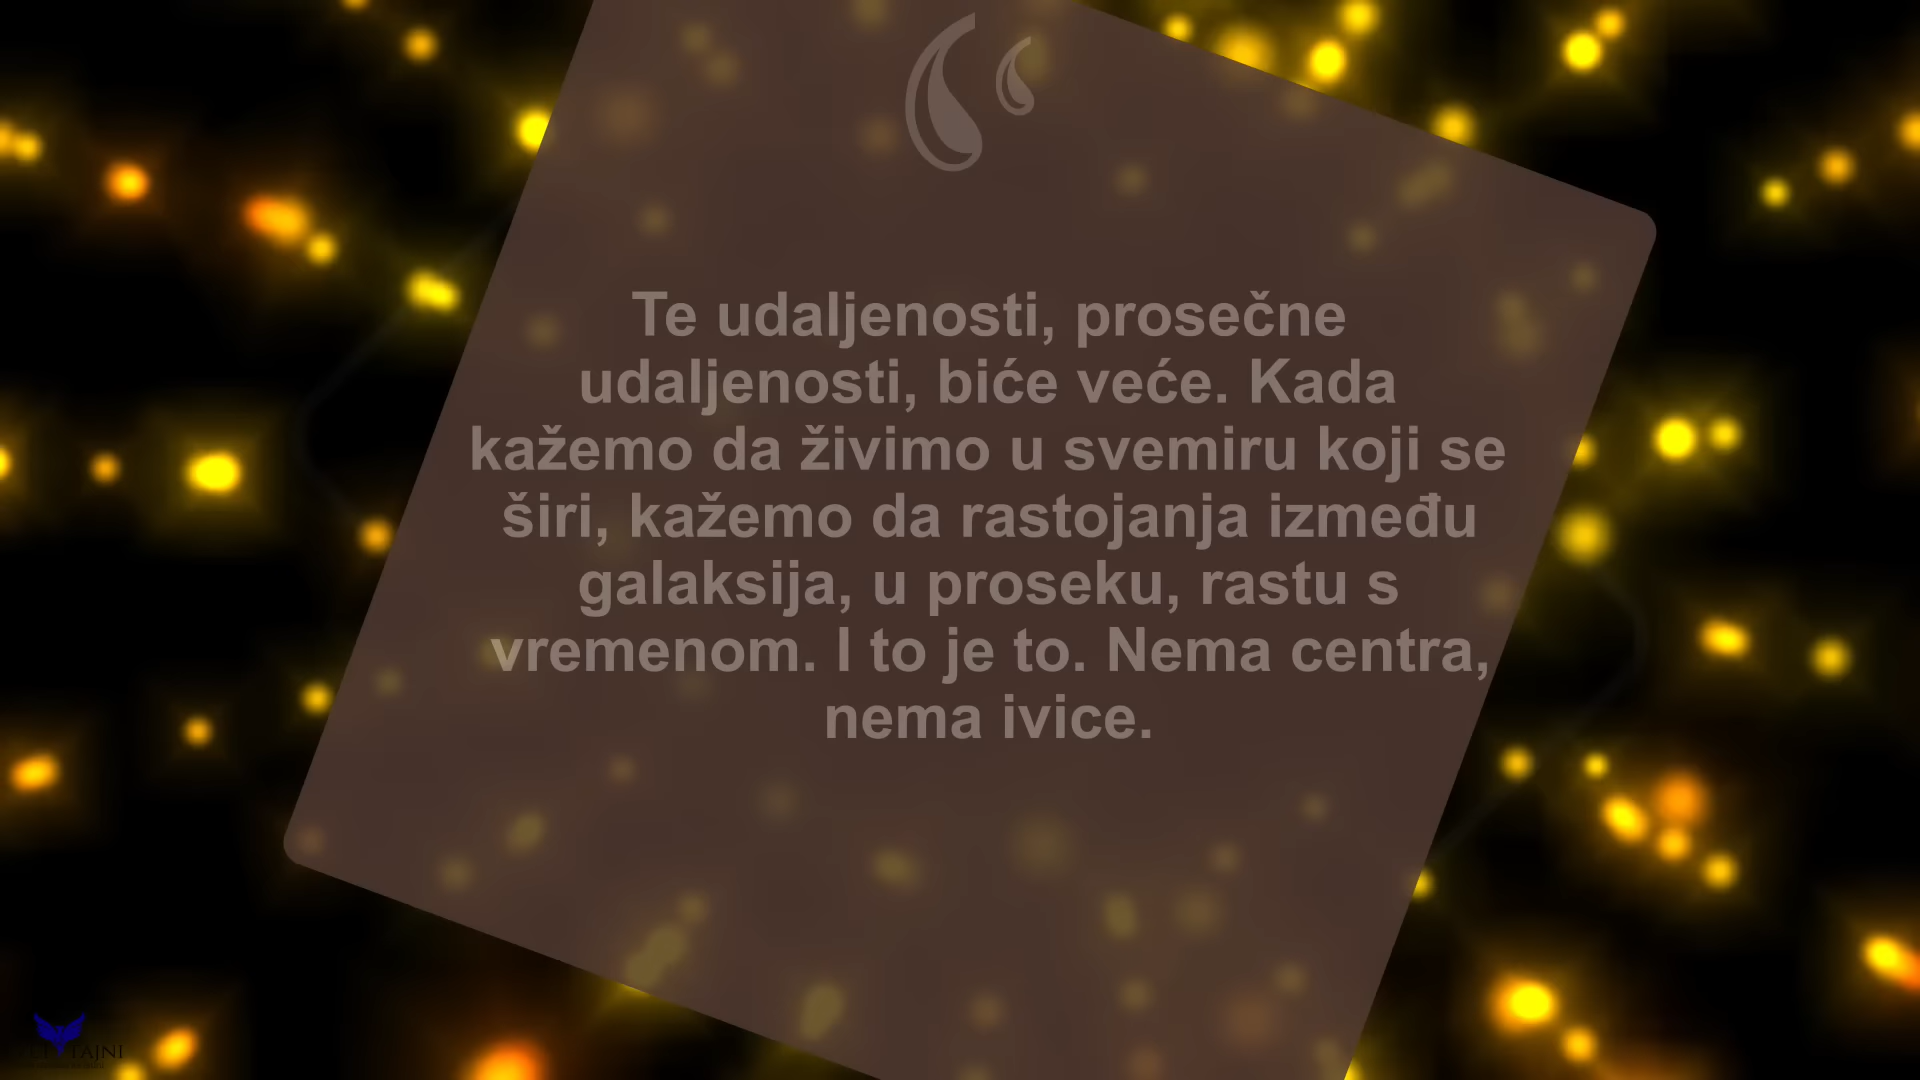 Te udaljenosti, prosečne
udaljenosti, biće veće. Kada
kažemo da živimo u svemiru koji se
širi, kažemo da rastojanja između
galaksija, u proseku, rastu s
vremenom. I to je to. Nema centra,
nema ivice.
TAJNI